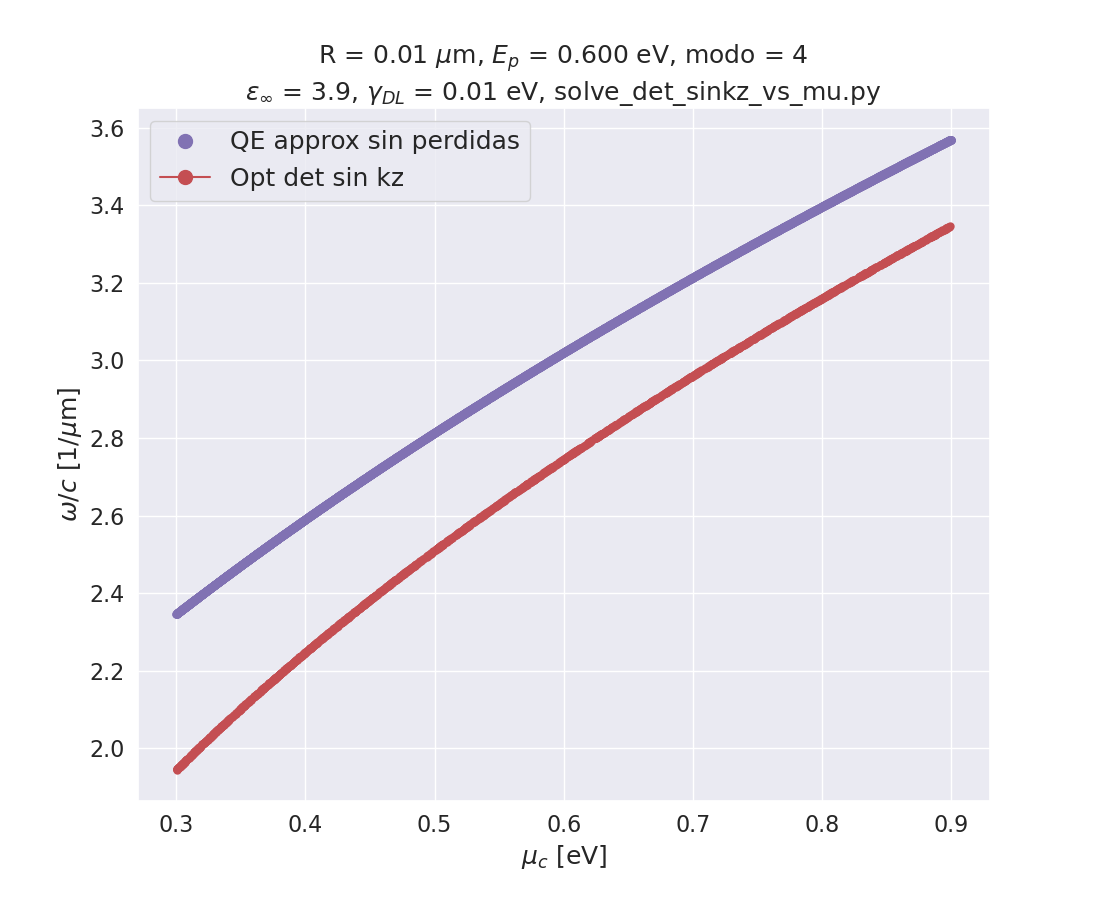 R = 0.01 μm, E_p = 0.600 eV, modo = 4
ε_∞ = 3.9, γ_DL = 0.01 eV, solve_det_sinkz_vs_mu.py
QE approx sin perdidas
Opt det sin kz
3.6
3.4
3.2
3.0
2.8
2.6
2.4
2.2
2.0
ω/c [1/μm]
0.3 0.4 0.5 0.6 0.7 0.8 0.9
μ_c [eV]